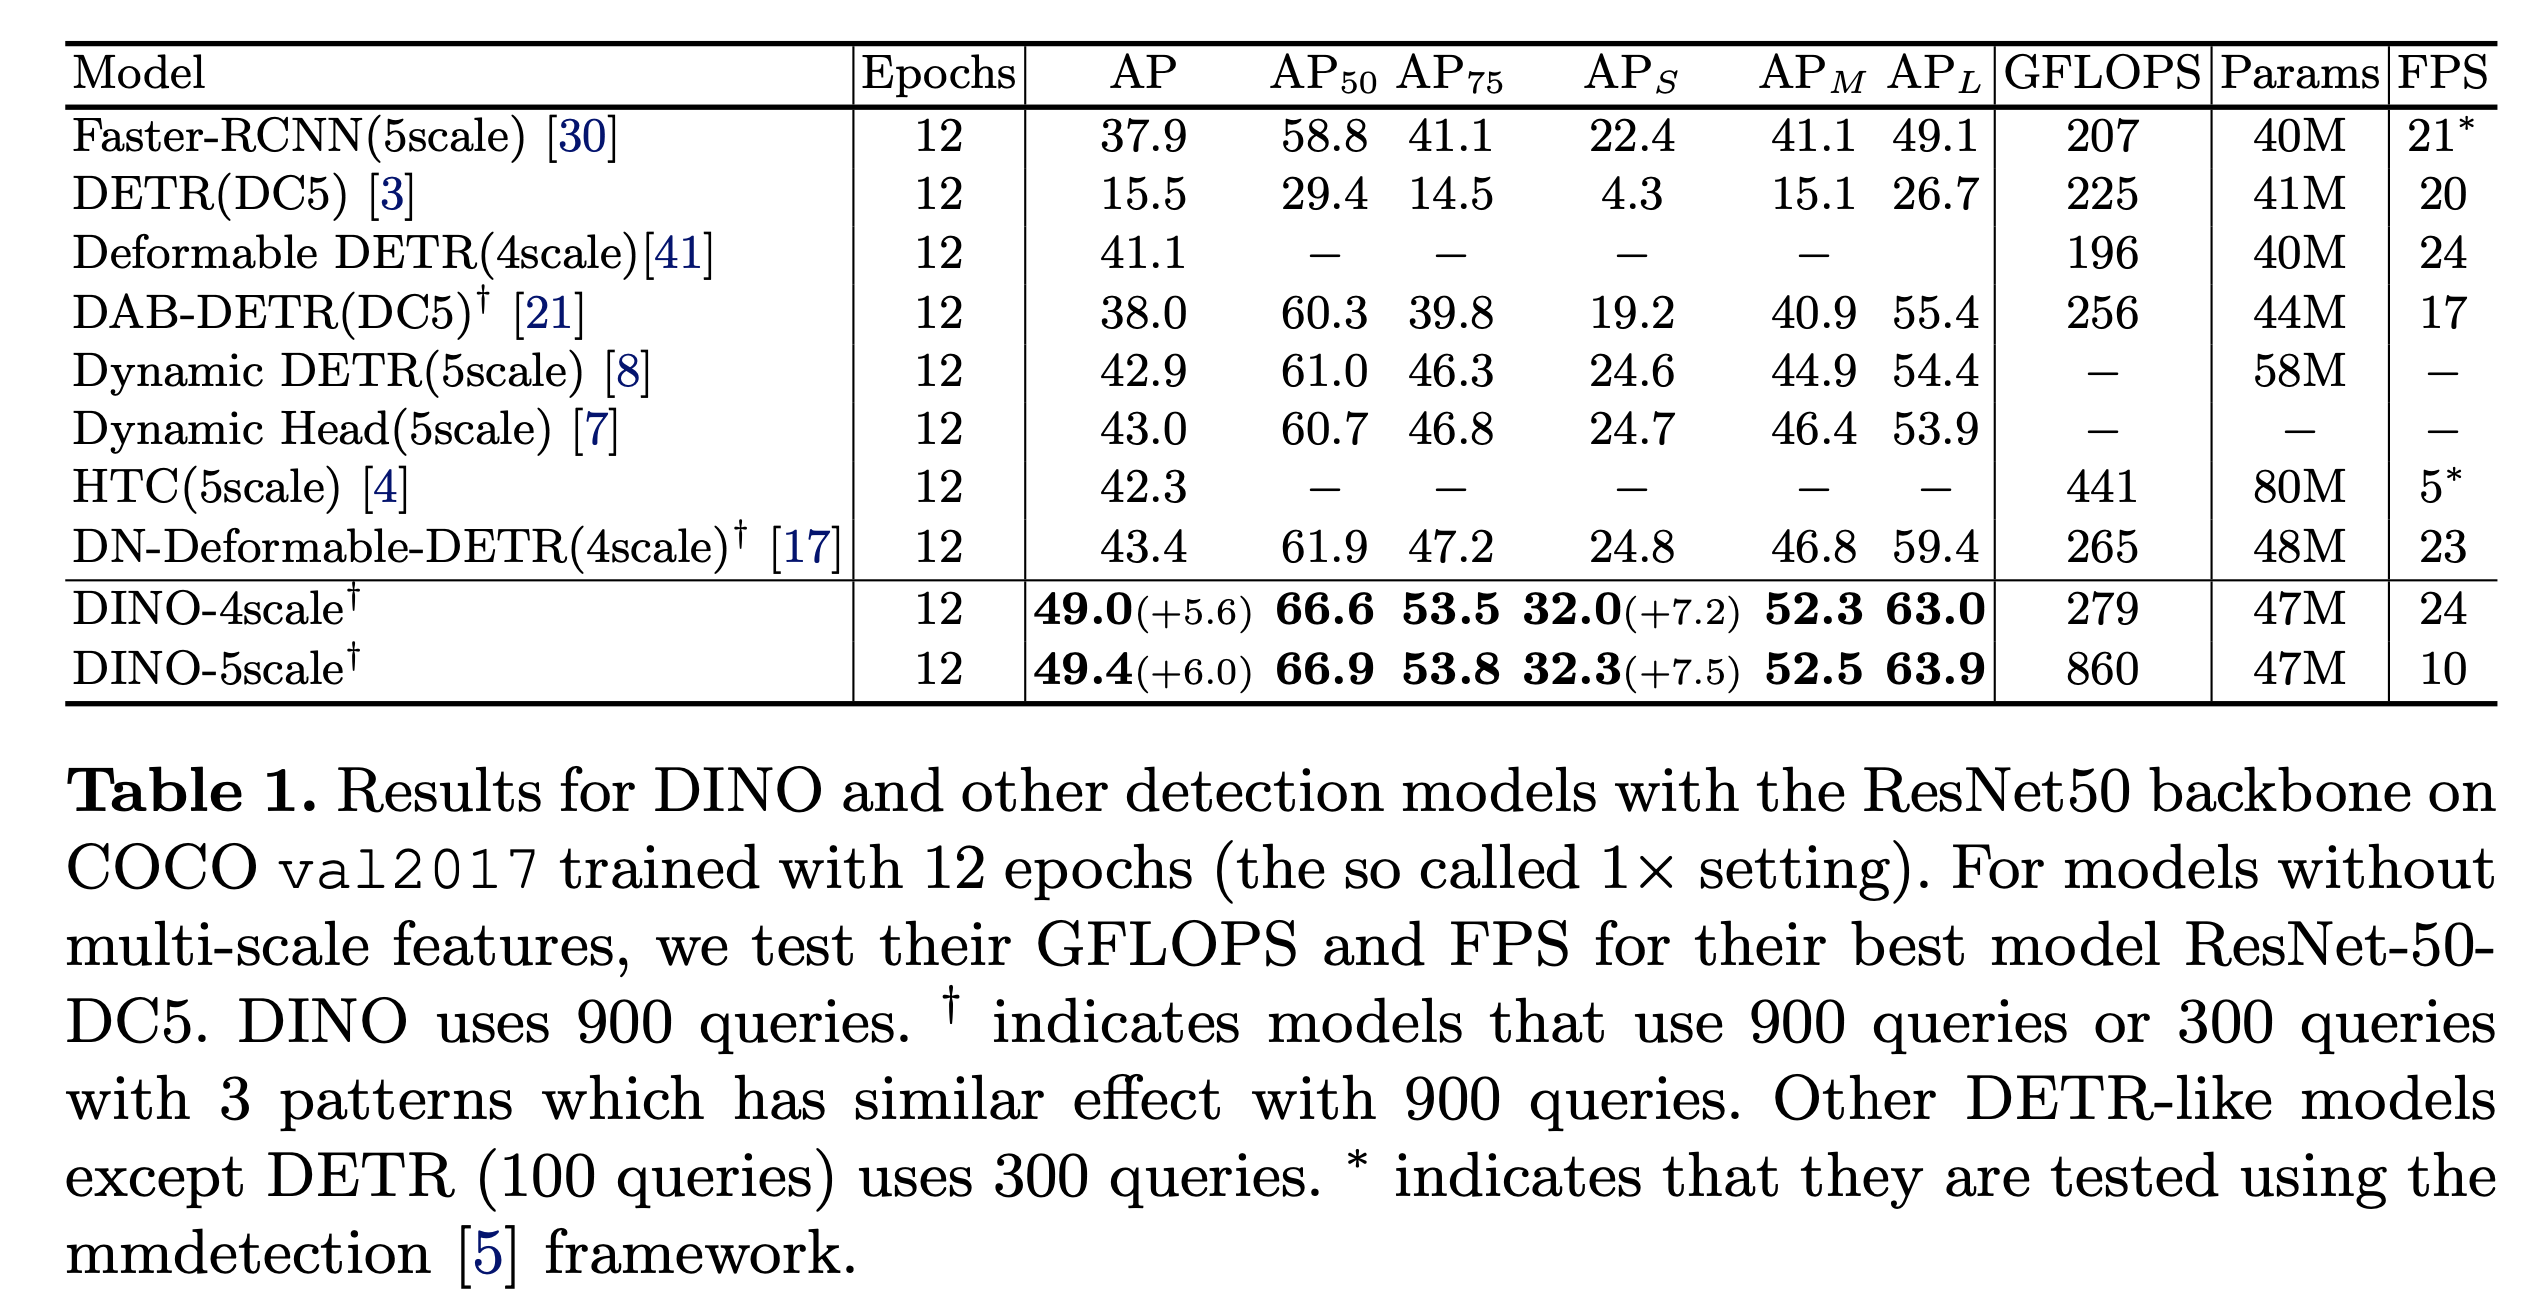 Model Epochs AP AP50 AP75 APS APM APL GFLOPS Params FPS
Faster-RCNN(5scale) [30] 12 37.9 58.8 41.1 22.4 41.1 49.1 207 40M 21*
DETR(DC5) [3] 12 15.5 29.4 14.5 4.3 15.1 26.7 225 41M 20
Deformable DETR(4scale)[41] 12 41.1 – – – – 196 40M 24
DAB-DETR(DC5)† [21] 12 38.0 60.3 39.8 19.2 40.9 55.4 256 44M 17
Dynamic DETR(5scale) [8] 12 42.9 61.0 46.3 24.6 44.9 54.4 – 58M –
Dynamic Head(5scale) [7] 12 43.0 60.7 46.8 24.7 46.4 53.9 – – –
HTC(5scale) [4] 12 42.3 – – – – – 441 80M 5*
DN-Deformable-DETR(4scale)† [17] 12 43.4 61.9 47.2 24.8 46.8 59.4 265 48M 23
DINO-4scale† 12 49.0(+5.6) 66.6 53.5 32.0(+7.2) 52.3 63.0 279 47M 24
DINO-5scale† 12 49.4(+6.0) 66.9 53.8 32.3(+7.5) 52.5 63.9 860 47M 10
Table 1. Results for DINO and other detection models with the ResNet50 backbone on
COCO val2017 trained with 12 epochs (the so called 1× setting). For models without
multi-scale features, we test their GFLOPS and FPS for their best model ResNet-50-
DC5. DINO uses 900 queries. † indicates models that use 900 queries or 300 queries
with 3 patterns which has similar effect with 900 queries. Other DETR-like models
except DETR (100 queries) uses 300 queries. * indicates that they are tested using the
mmdetection [5] framework.